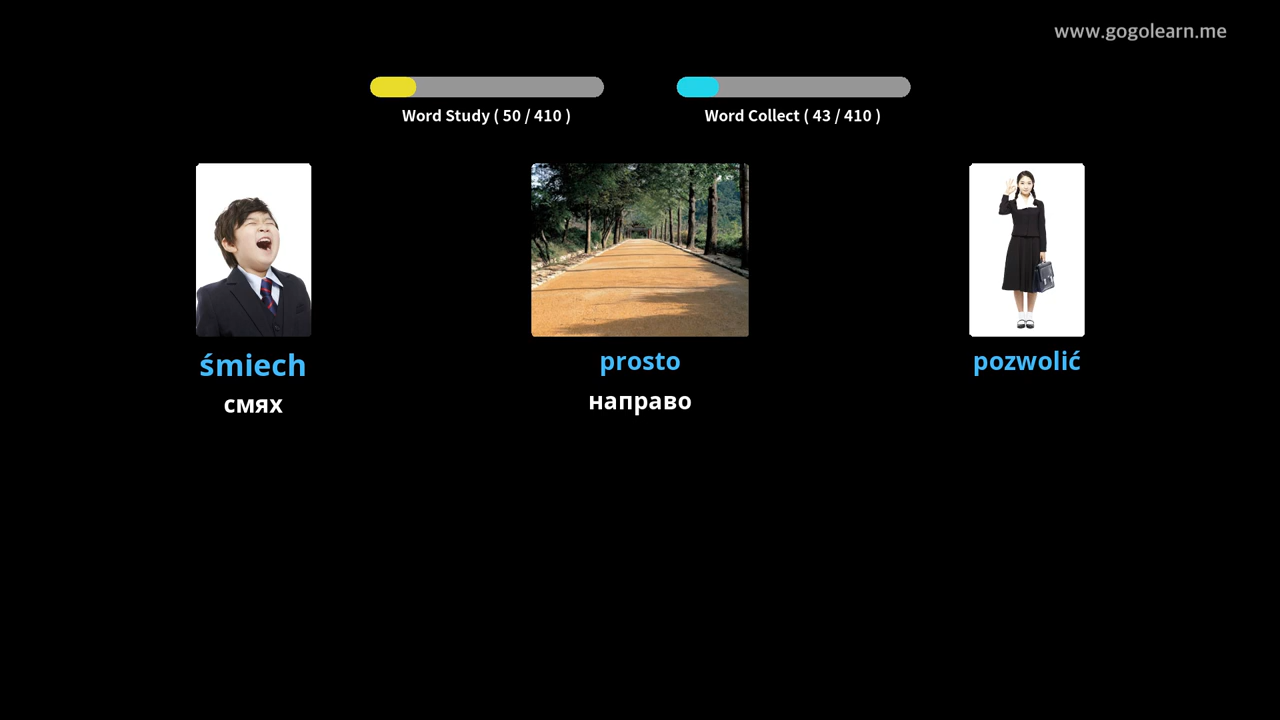 www.gogolearn.me
Word Study ( 50 / 410 )
Word Collect ( 43 / 410 )
śmiech
prosto
pozwolić
смях
направо